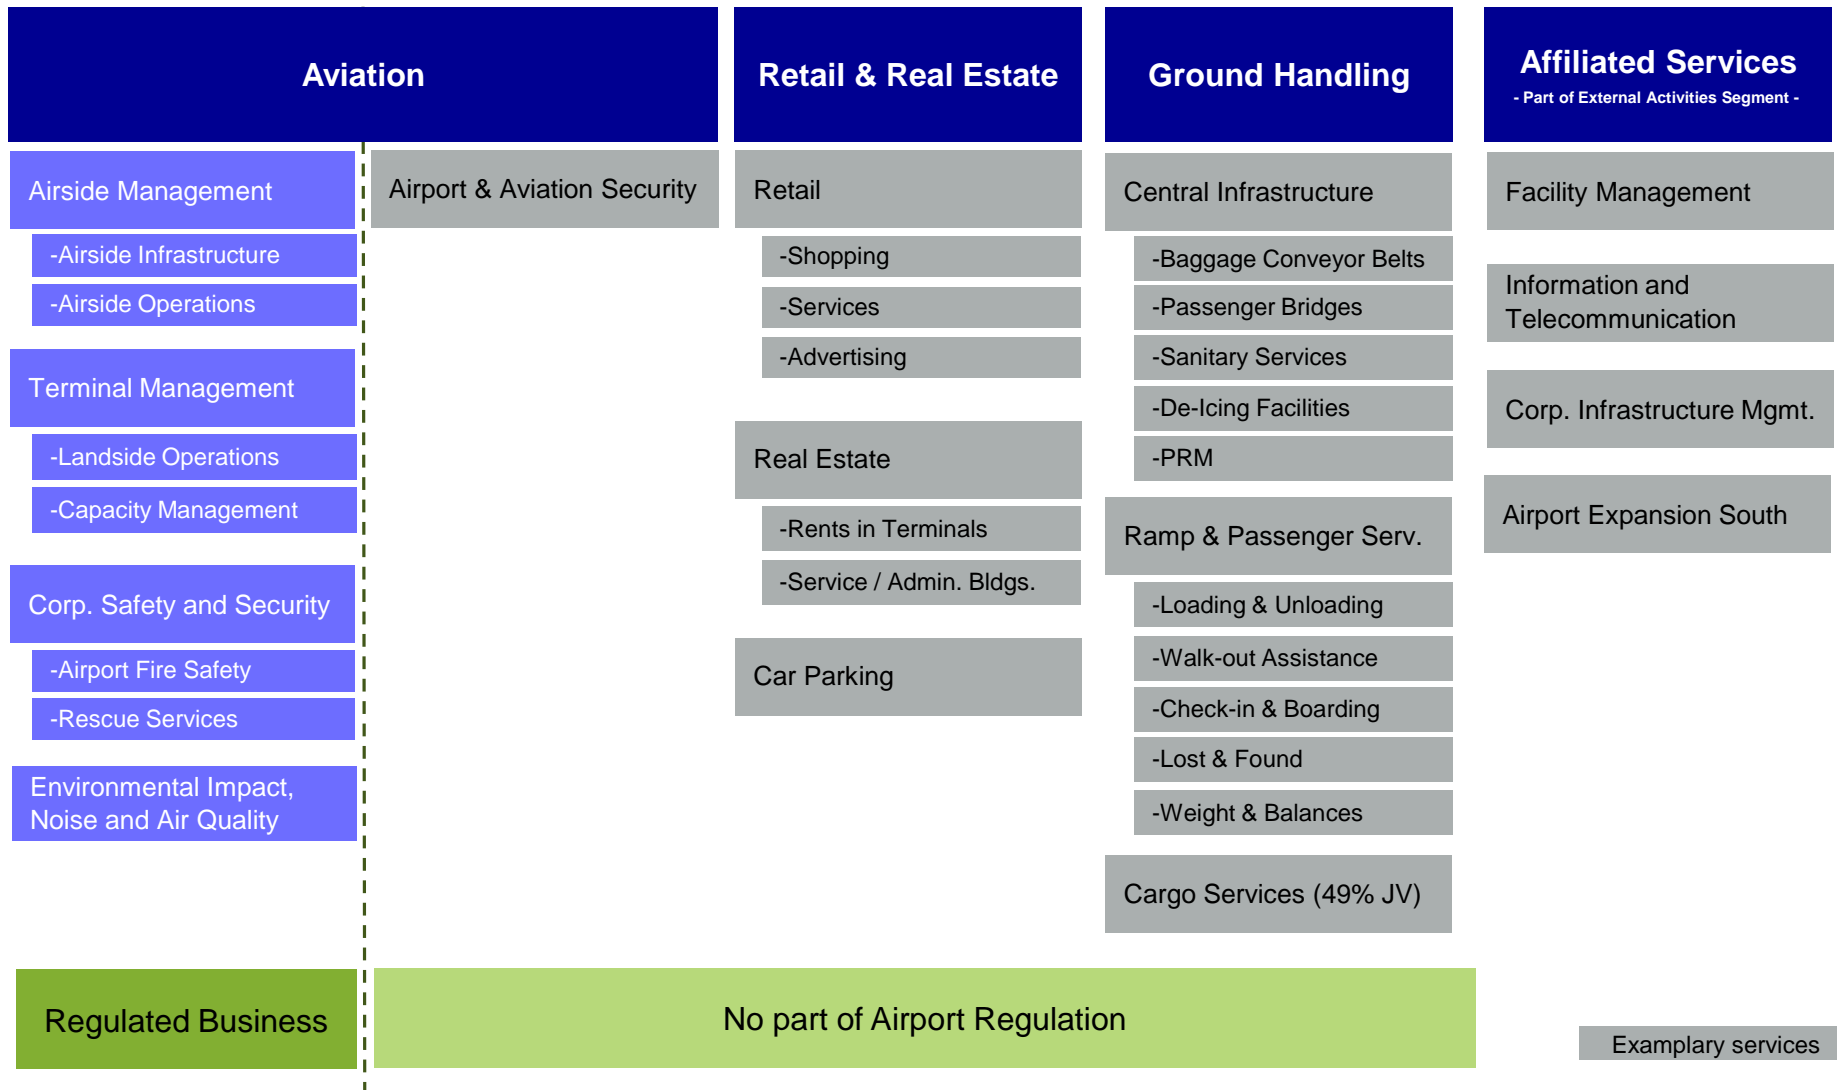 Aviation
Airside Management
-Airside Infrastructure
-Airside Operations
Terminal Management
-Landside Operations
-Capacity Management
Corp. Safety and Security
-Airport Fire Safety
-Rescue Services
Environmental Impact,
Noise and Air Quality
Airport & Aviation Security
Retail & Real Estate
Retail
-Shopping
-Services
-Advertising
Real Estate
-Rents in Terminals
-Service / Admin. Bldgs.
Car Parking
Ground Handling
Central Infrastructure
-Baggage Conveyor Belts
-Passenger Bridges
-Sanitary Services
-De-Icing Facilities
-PRM
Ramp & Passenger Serv.
-Loading & Unloading
-Walk-out Assistance
-Check-in & Boarding
-Lost & Found
-Weight & Balances
Cargo Services (49% JV)
Affiliated Services
- Part of External Activities Segment -
Facility Management
Information and
Telecommunication
Corp. Infrastructure Mgmt.
Airport Expansion South
Regulated Business
No part of Airport Regulation
Examplary services